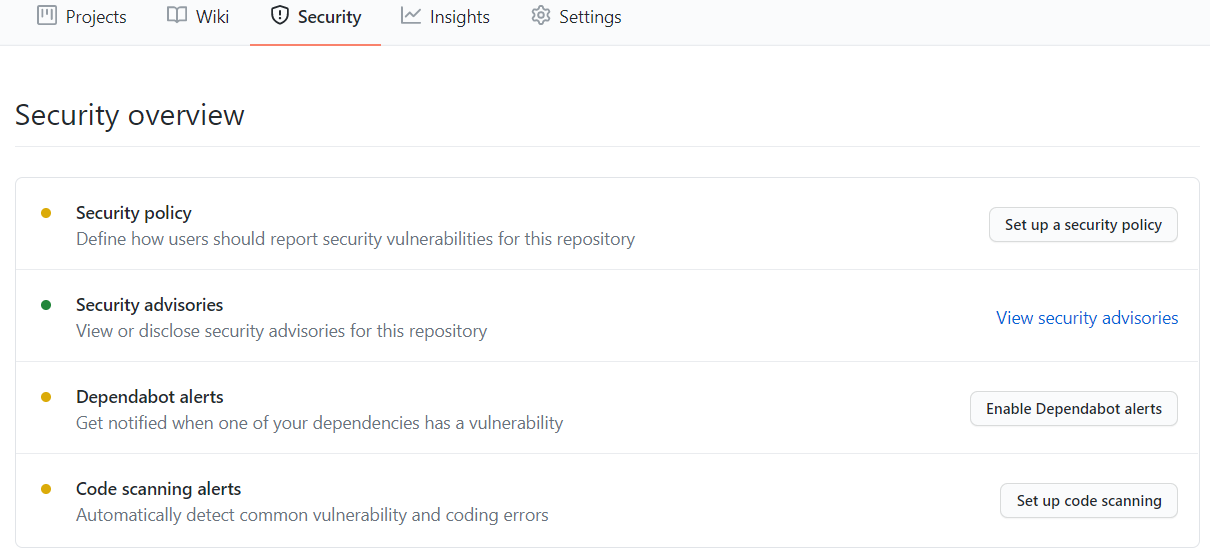 Projects Wiki Security Insights Settings
Security overview
Security policy
Define how users should report security vulnerabilities for this repository
Set up a security policy
Security advisories
View or disclose security advisories for this repository
View security advisories
Dependabot alerts
Get notified when one of your dependencies has a vulnerability
Enable Dependabot alerts
Code scanning alerts
Automatically detect common vulnerability and coding errors
Set up code scanning